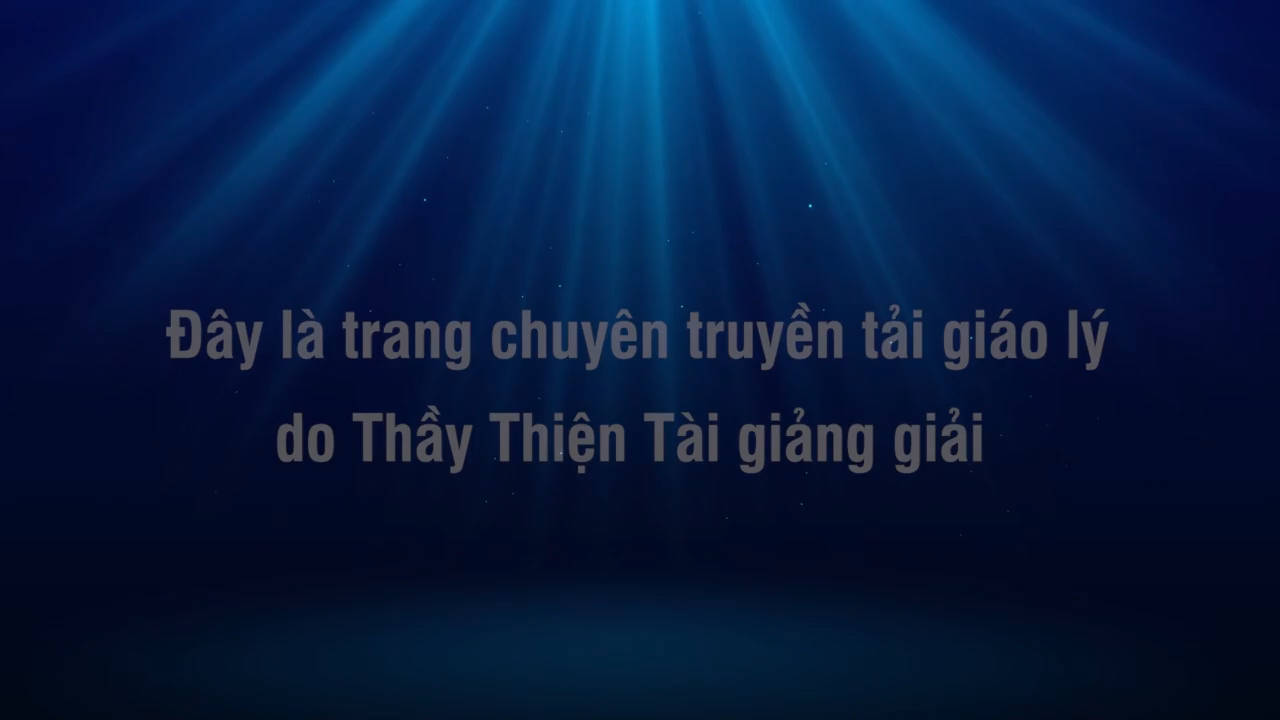 Đây là trang chuyên truyền tải giáo lý
do Thầy Thiện Tài giảng giải